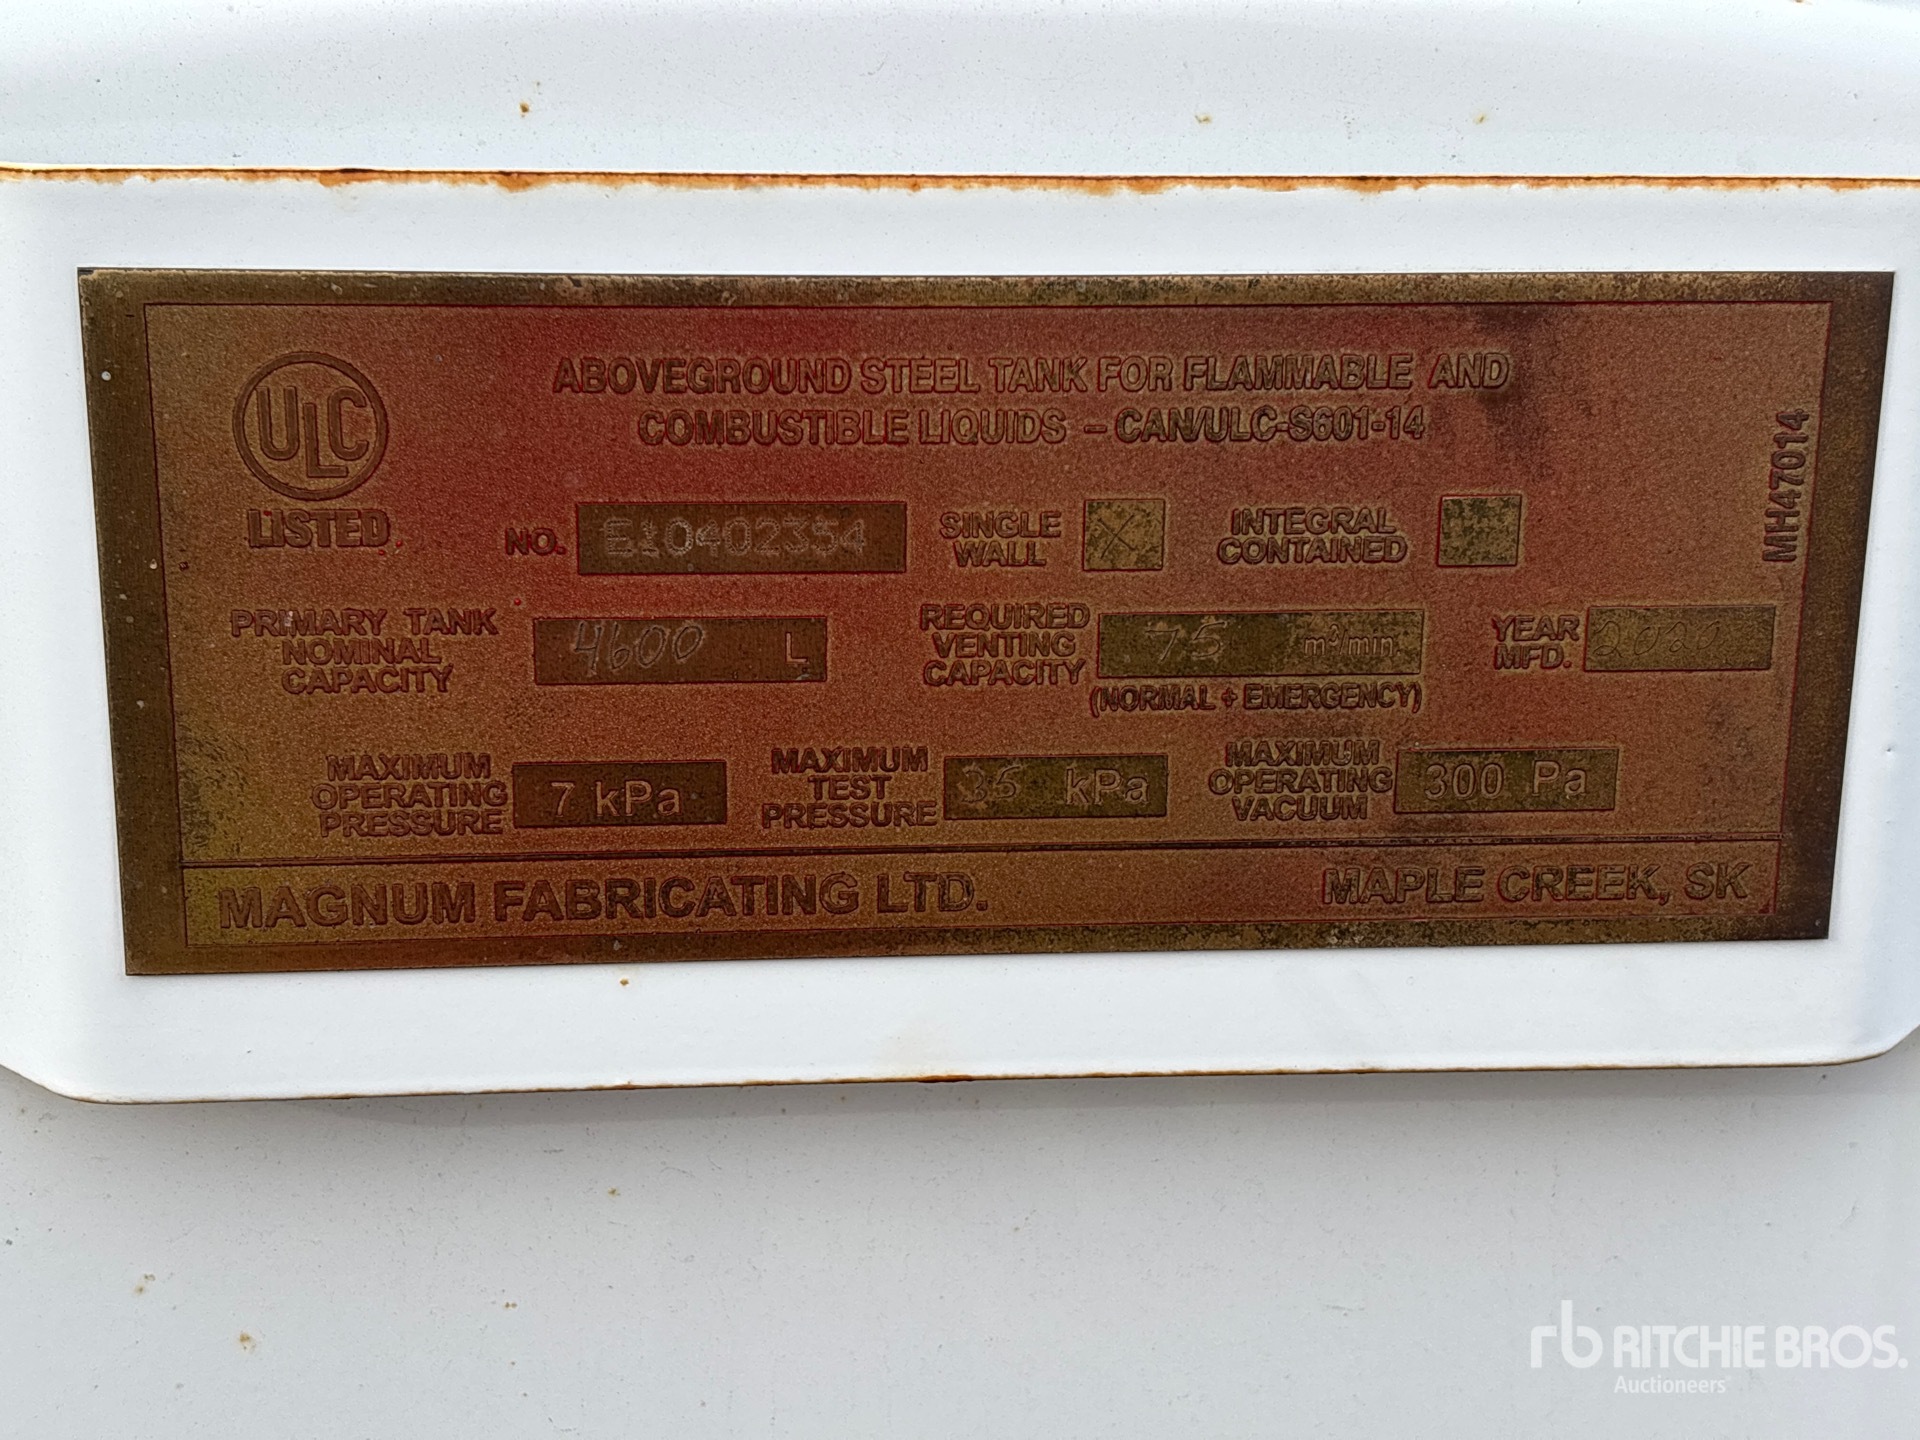 ULC
LISTED
ABOVEGROUND STEEL TANK FOR FLAMMABLE AND
COMBUSTIBLE LIQUIDS – CAN/ULC-S601-14
NO. E10402354
SINGLE
WALL X
INTEGRAL
CONTAINED
MH47014
PRIMARY TANK
NOMINAL
CAPACITY
4600 L
REQUIRED
VENTING
CAPACITY
75 m³/min.
(NORMAL + EMERGENCY)
YEAR
MFD.
2020
MAXIMUM
OPERATING
PRESSURE
7 kPa
MAXIMUM
TEST
PRESSURE
35 kPa
MAXIMUM
OPERATING
VACUUM
300 Pa
MAGNUM FABRICATING LTD. MAPLE CREEK, SK
rb RITCHIE BROS.
Auctioneers